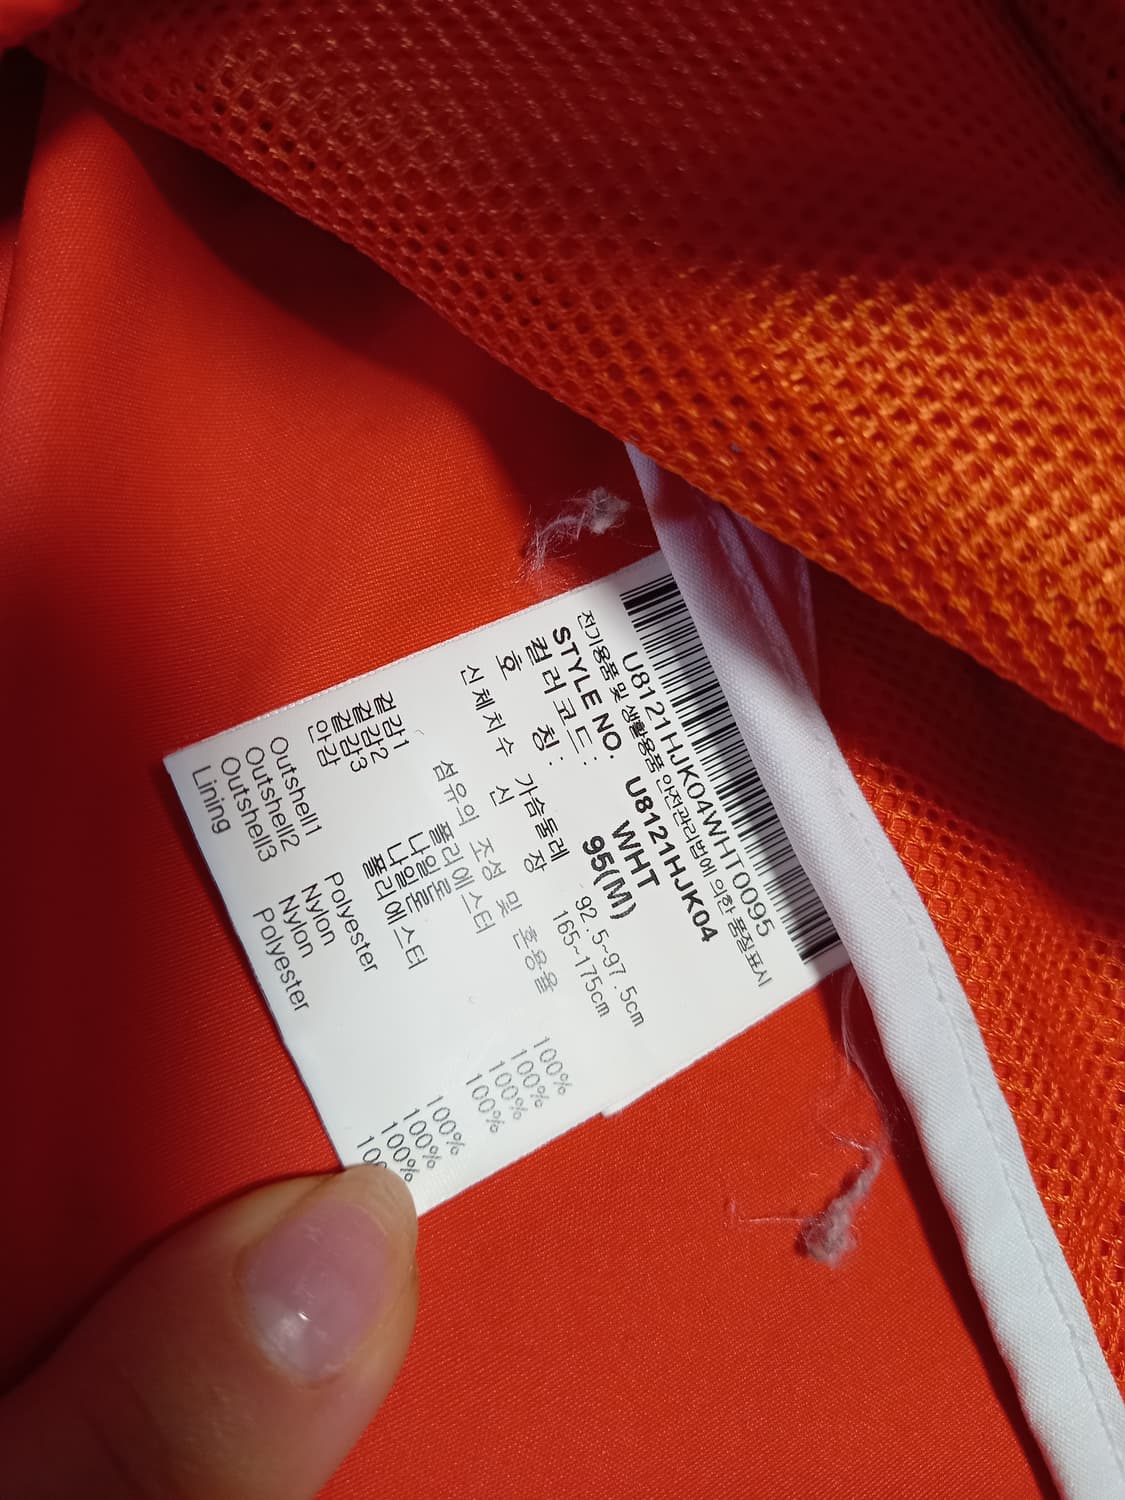 U8121HJK04WHT0095
전기용품 및 생활용품 안전관리법에 의한 품질표시
STYLE NO. U8121HJK04
컬러코드: WHT
호 칭: 95(M)
신체치수 가슴둘레 92.5~97.5cm
신 장 165~175cm
섬유의 조성 및 혼용율
겉감1 폴리에스터 100%
겉감2 나일론 100%
겉감3 나일론 100%
안감 폴리에스터 100%
Outshell1 Polyester 100%
Outshell2 Nylon 100%
Outshell3 Nylon 100%
Lining Polyester